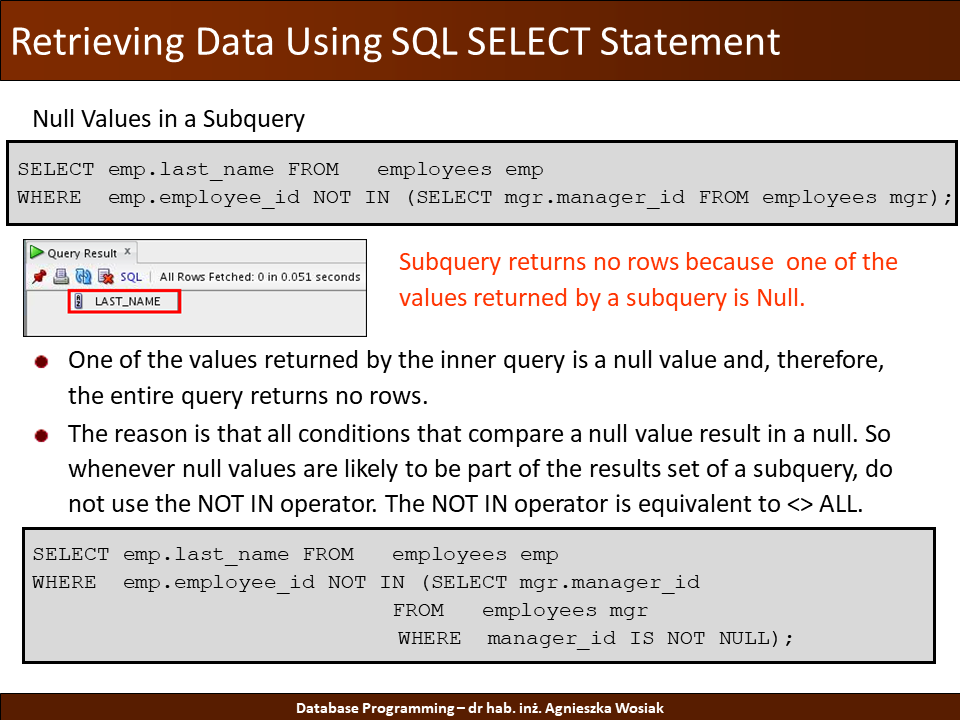 Retrieving Data Using SQL SELECT Statement
Null Values in a Subquery
SELECT emp.last_name FROM   employees emp
WHERE  emp.employee_id NOT IN (SELECT mgr.manager_id FROM employees mgr);
Query Result x
SQL | All Rows Fetched: 0 in 0.051 seconds
LAST_NAME
Subquery returns no rows because  one of the
values returned by a subquery is Null.
One of the values returned by the inner query is a null value and, therefore,
the entire query returns no rows.
The reason is that all conditions that compare a null value result in a null. So
whenever null values are likely to be part of the results set of a subquery, do
not use the NOT IN operator. The NOT IN operator is equivalent to <> ALL.
SELECT emp.last_name FROM   employees emp
WHERE  emp.employee_id NOT IN (SELECT mgr.manager_id
FROM   employees mgr
WHERE  manager_id IS NOT NULL);
Database Programming – dr hab. inż. Agnieszka Wosiak